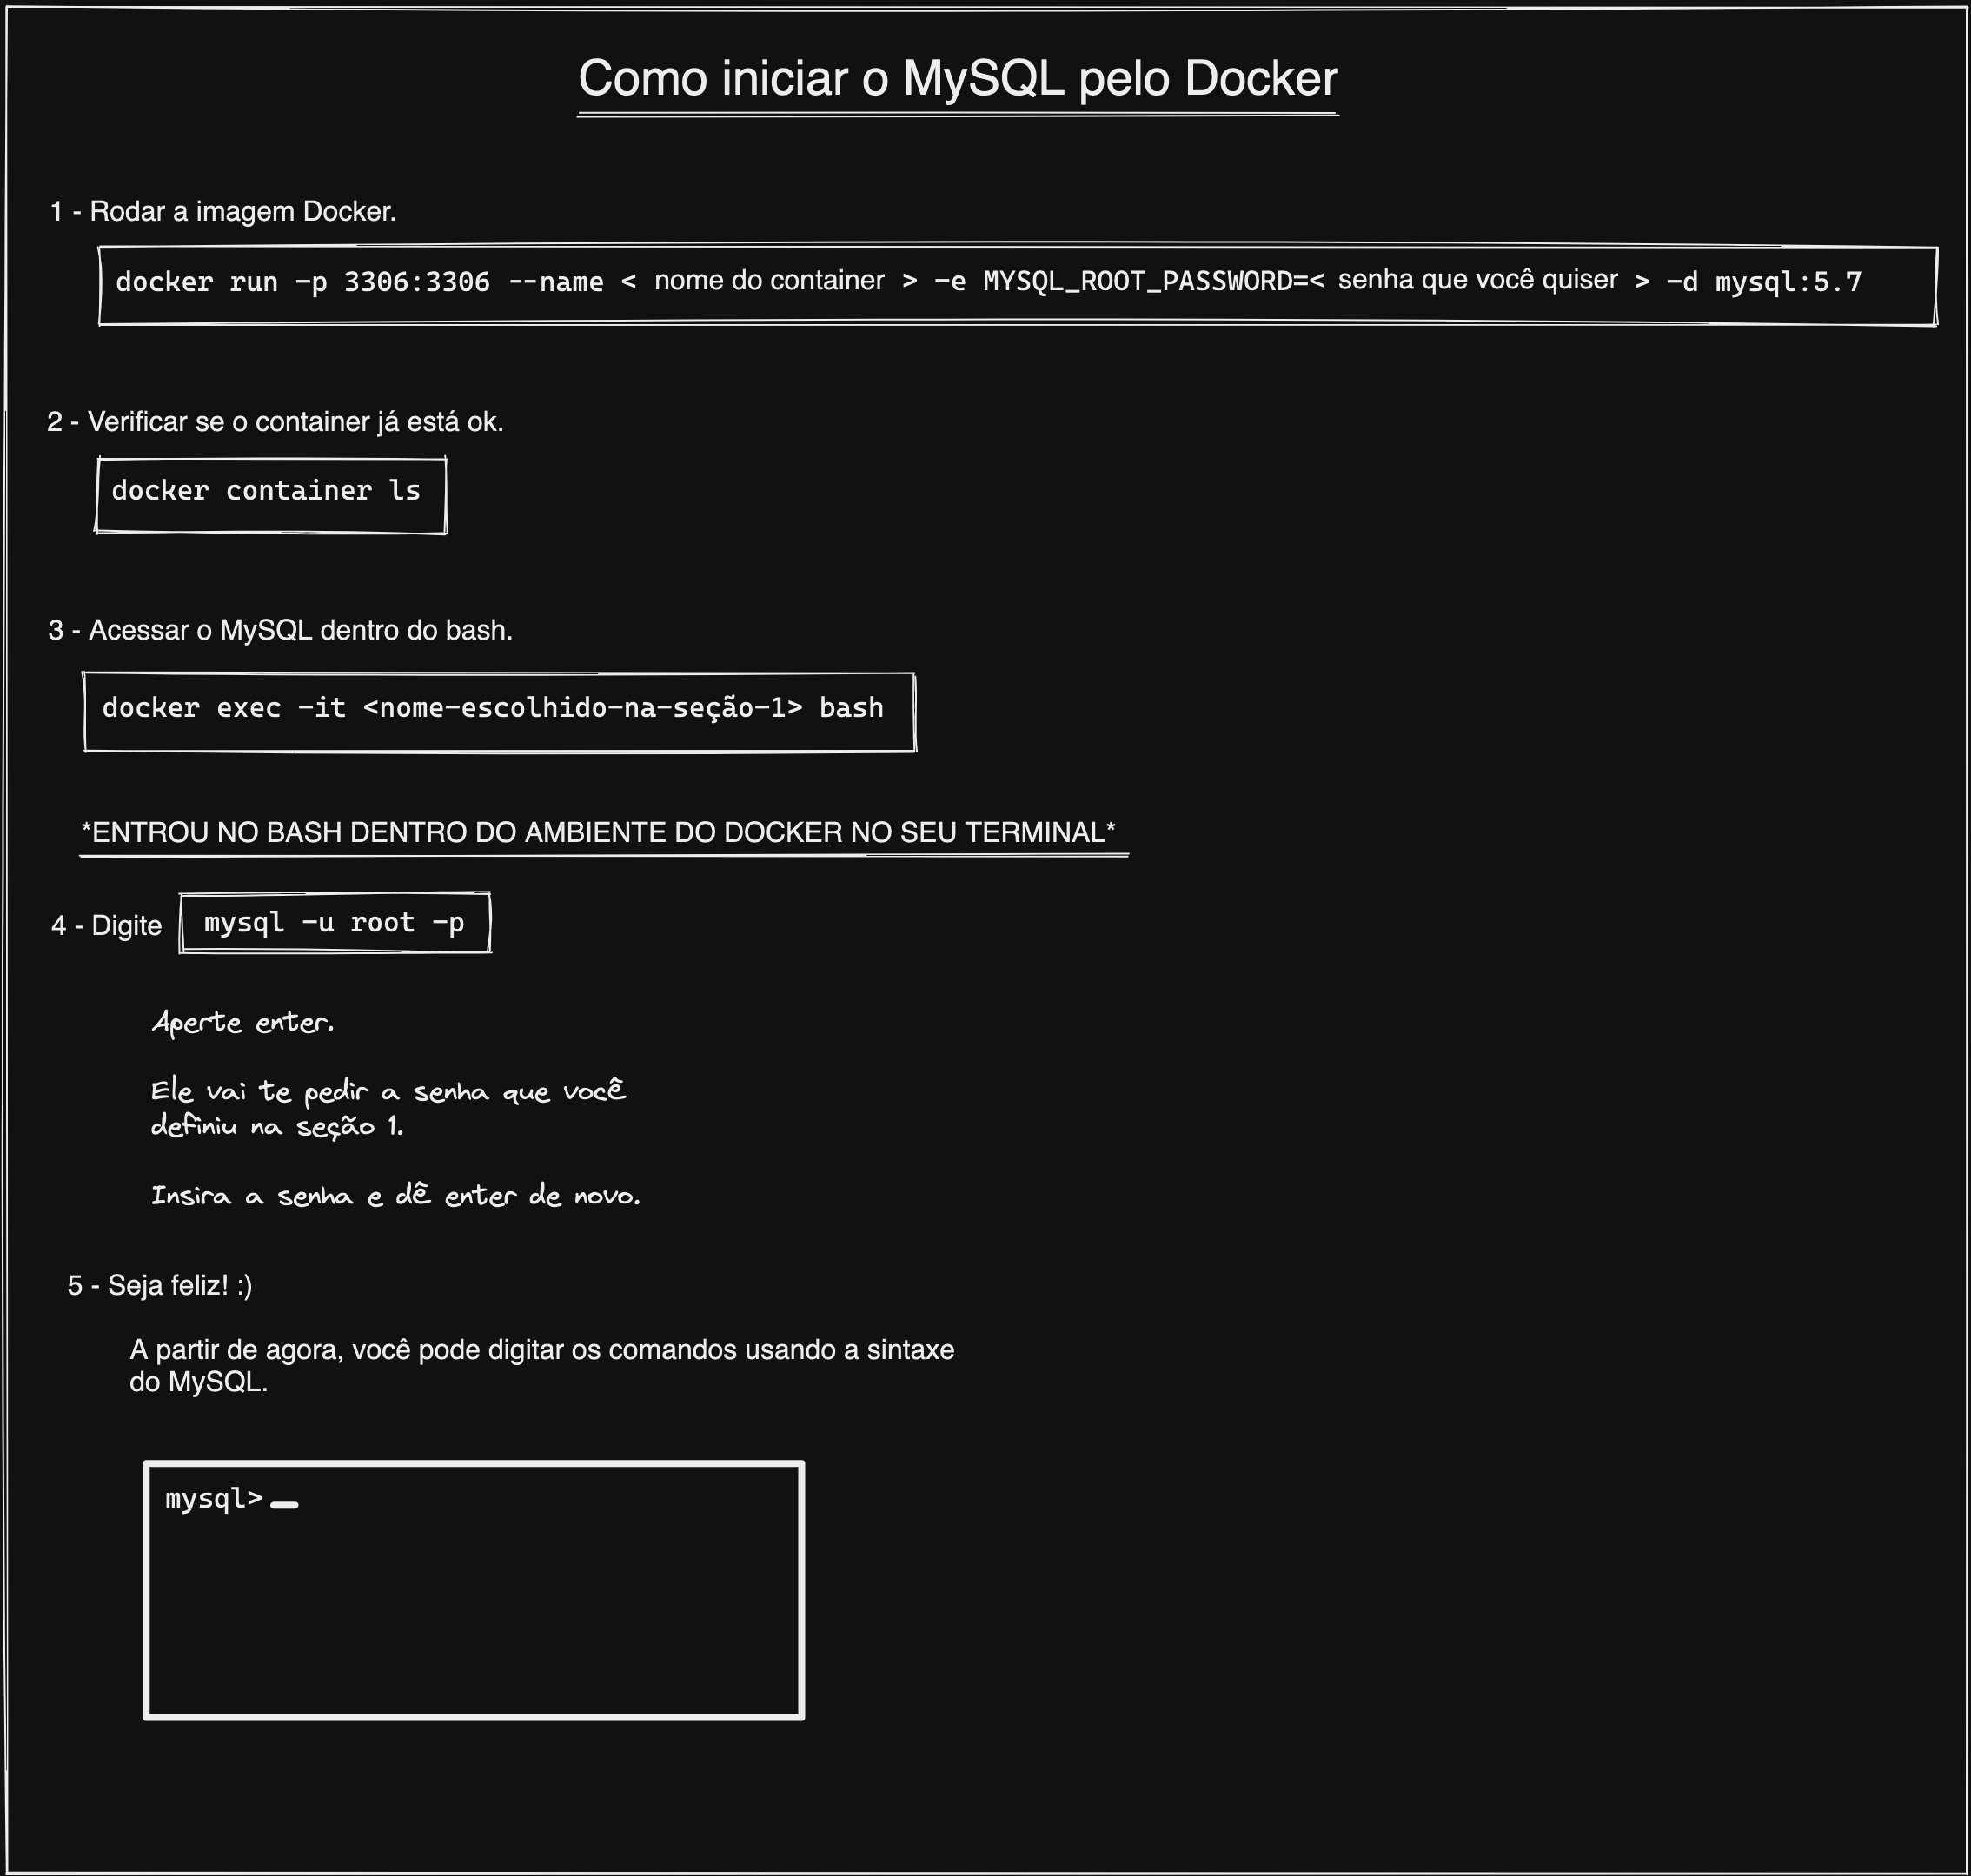 Como iniciar o MySQL pelo Docker
1 - Rodar a imagem Docker.
docker run -p 3306:3306 --name < nome do container > -e MYSQL_ROOT_PASSWORD=< senha que você quiser > -d mysql:5.7
2 - Verificar se o container já está ok.
docker container ls
3 - Acessar o MySQL dentro do bash.
docker exec -it <nome-escolhido-na-seção-1> bash
*ENTROU NO BASH DENTRO DO AMBIENTE DO DOCKER NO SEU TERMINAL*
4 - Digite mysql -u root -p
Aperte enter.
Ele vai te pedir a senha que você
definiu na seção 1.
Insira a senha e dê enter de novo.
5 - Seja feliz! :)
A partir de agora, você pode digitar os comandos usando a sintaxe
do MySQL.
mysql>